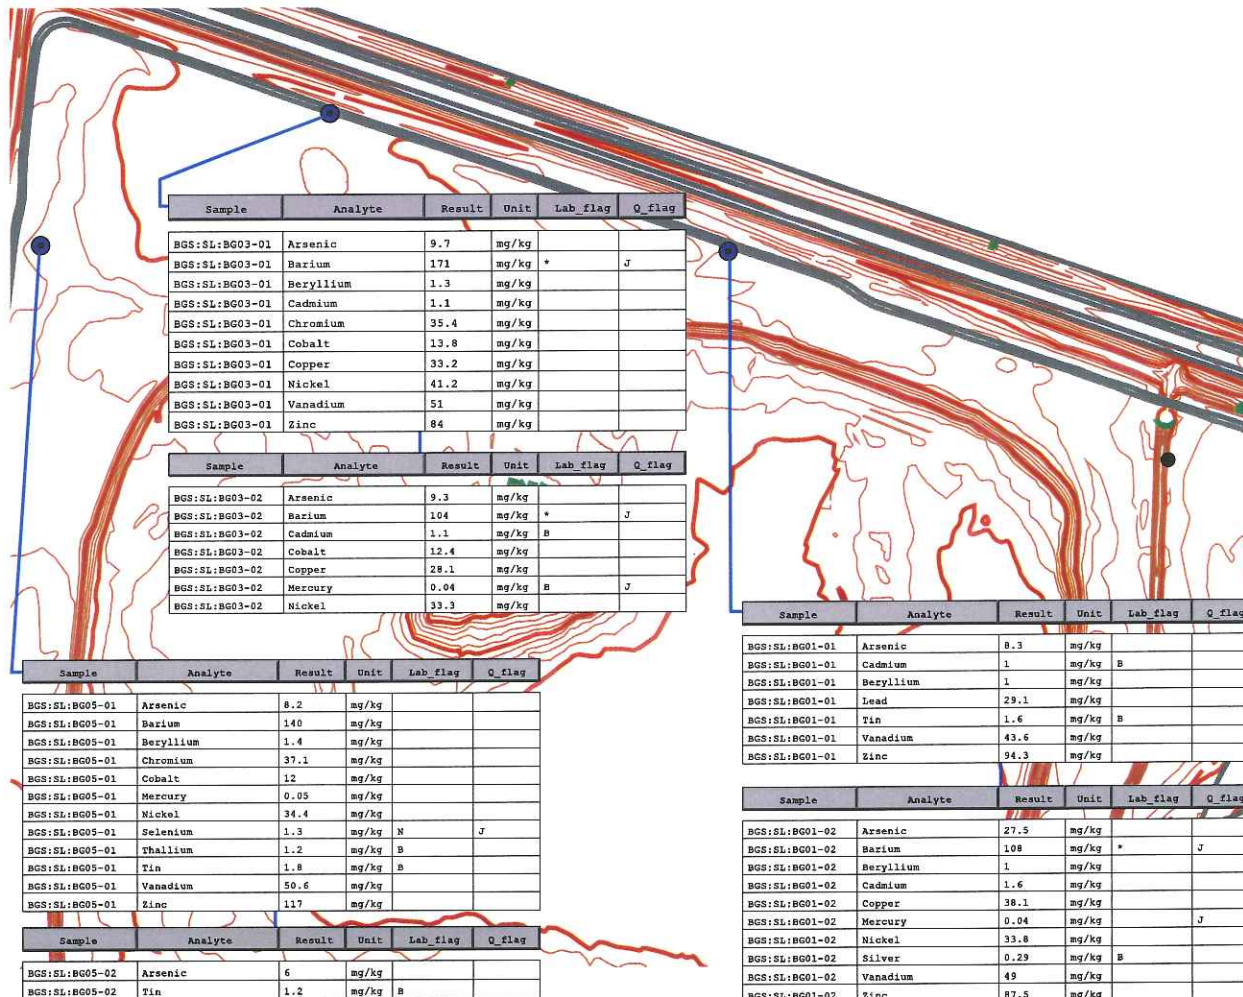 Sample Analyte Result Unit Lab_flag Q_flag
BGS:SL:BG03-01 Arsenic 9.7 mg/kg
BGS:SL:BG03-01 Barium 171 mg/kg * J
BGS:SL:BG03-01 Beryllium 1.3 mg/kg
BGS:SL:BG03-01 Cadmium 1.1 mg/kg
BGS:SL:BG03-01 Chromium 35.4 mg/kg
BGS:SL:BG03-01 Cobalt 13.8 mg/kg
BGS:SL:BG03-01 Copper 33.2 mg/kg
BGS:SL:BG03-01 Nickel 41.2 mg/kg
BGS:SL:BG03-01 Vanadium 51 mg/kg
BGS:SL:BG03-01 Zinc 84 mg/kg
Sample Analyte Result Unit Lab_flag Q_flag
BGS:SL:BG03-02 Arsenic 9.3 mg/kg
BGS:SL:BG03-02 Barium 104 mg/kg * J
BGS:SL:BG03-02 Cadmium 1.1 mg/kg B
BGS:SL:BG03-02 Cobalt 12.4 mg/kg
BGS:SL:BG03-02 Copper 28.1 mg/kg
BGS:SL:BG03-02 Mercury 0.04 mg/kg B J
BGS:SL:BG03-02 Nickel 33.3 mg/kg
Sample Analyte Result Unit Lab_flag Q_flag
BGS:SL:BG05-01 Arsenic 8.2 mg/kg
BGS:SL:BG05-01 Barium 140 mg/kg
BGS:SL:BG05-01 Beryllium 1.4 mg/kg
BGS:SL:BG05-01 Chromium 37.1 mg/kg
BGS:SL:BG05-01 Cobalt 12 mg/kg
BGS:SL:BG05-01 Mercury 0.05 mg/kg
BGS:SL:BG05-01 Nickel 34.4 mg/kg
BGS:SL:BG05-01 Selenium 1.3 mg/kg N J
BGS:SL:BG05-01 Thallium 1.2 mg/kg B
BGS:SL:BG05-01 Tin 1.8 mg/kg B
BGS:SL:BG05-01 Vanadium 50.6 mg/kg
BGS:SL:BG05-01 Zinc 117 mg/kg
Sample Analyte Result Unit Lab_flag Q_flag
BGS:SL:BG05-02 Arsenic 6 mg/kg
BGS:SL:BG05-02 Tin 1.2 mg/kg B
Sample Analyte Result Unit Lab_flag Q_flag
BGS:SL:BG01-01 Arsenic 8.3 mg/kg
BGS:SL:BG01-01 Cadmium 1 mg/kg B
BGS:SL:BG01-01 Beryllium 1 mg/kg
BGS:SL:BG01-01 Lead 29.1 mg/kg
BGS:SL:BG01-01 Tin 1.6 mg/kg B
BGS:SL:BG01-01 Vanadium 43.6 mg/kg
BGS:SL:BG01-01 Zinc 94.3 mg/kg
Sample Analyte Result Unit Lab_flag Q_flag
BGS:SL:BG01-02 Arsenic 27.5 mg/kg
BGS:SL:BG01-02 Barium 108 mg/kg * J
BGS:SL:BG01-02 Beryllium 1 mg/kg
BGS:SL:BG01-02 Cadmium 1.6 mg/kg
BGS:SL:BG01-02 Copper 38.1 mg/kg
BGS:SL:BG01-02 Mercury 0.04 mg/kg J
BGS:SL:BG01-02 Nickel 33.8 mg/kg
BGS:SL:BG01-02 Silver 0.29 mg/kg B
BGS:SL:BG01-02 Vanadium 49 mg/kg
BGS:SL:BG01-02 Zinc 87.5 mg/kg